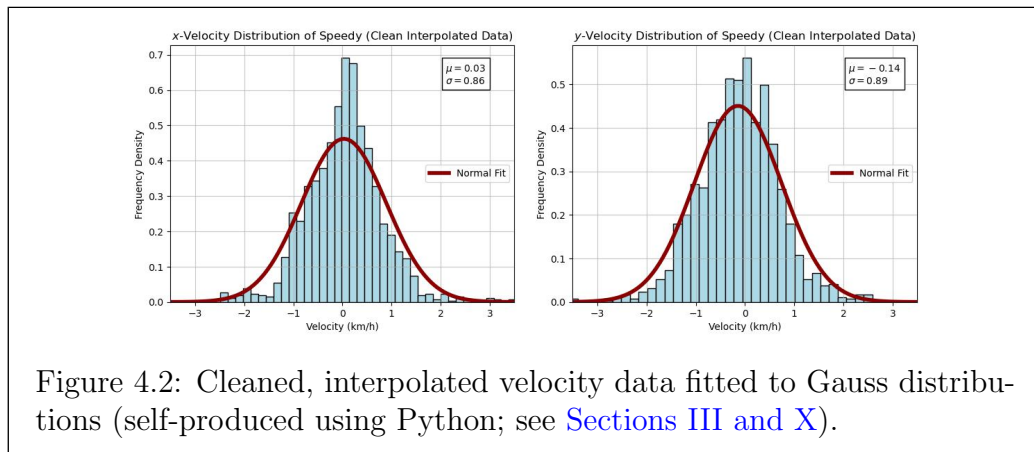 x-Velocity Distribution of Speedy (Clean Interpolated Data)
0.7
0.6
0.5
0.4
0.3
0.2
0.1
0.0
Frequency Density
μ = 0.03
σ = 0.86
Normal Fit
−3
−2
−1
0
1
2
3
Velocity (km/h)
y-Velocity Distribution of Speedy (Clean Interpolated Data)
0.5
0.4
0.3
0.2
0.1
0.0
Frequency Density
μ = −0.14
σ = 0.89
Normal Fit
−3
−2
−1
0
1
2
3
Velocity (km/h)
Figure 4.2: Cleaned, interpolated velocity data fitted to Gauss distribu-
tions (self-produced using Python; see Sections III and X).